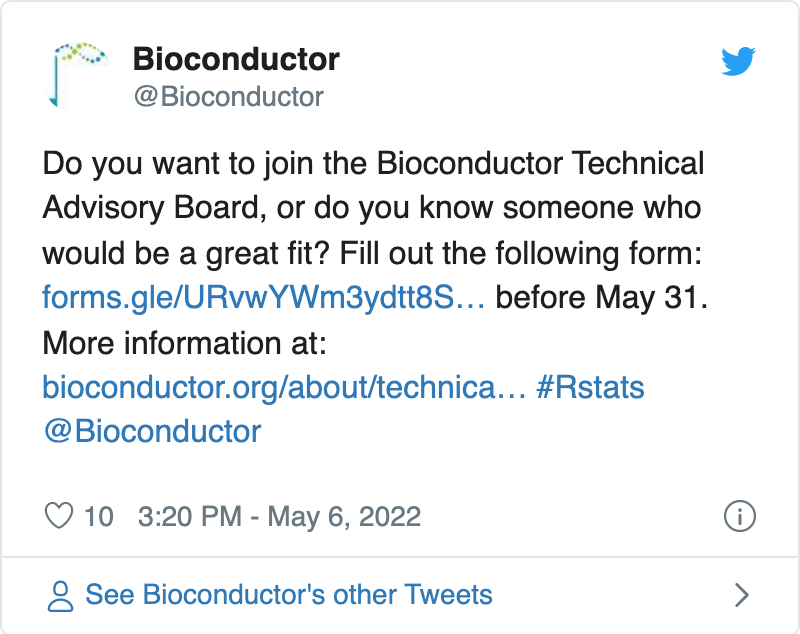 Bioconductor
@Bioconductor
Do you want to join the Bioconductor Technical
Advisory Board, or do you know someone who
would be a great fit? Fill out the following form:
forms.gle/URvwYWm3ydtt8S… before May 31.
More information at:
bioconductor.org/about/technica… #Rstats
@Bioconductor
10 3:20 PM - May 6, 2022
See Bioconductor's other Tweets